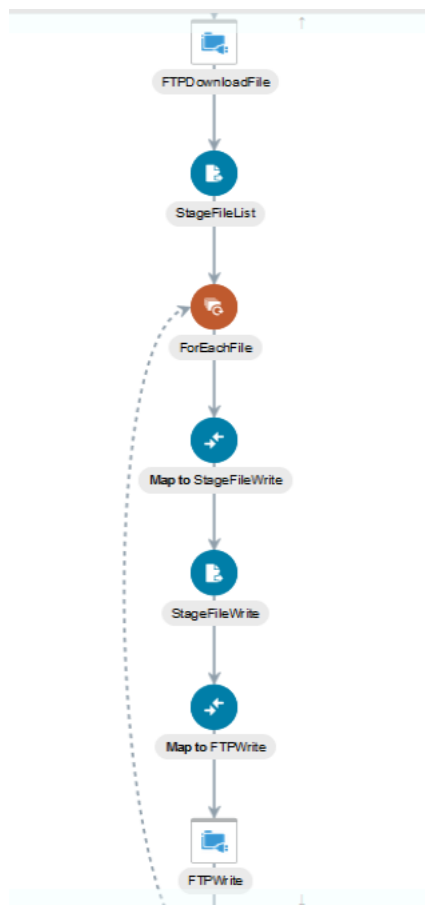 FTPDownloadFile
StageFileList
ForEachFile
Map to StageFileWrite
StageFileWrite
Map to FTPWrite
FTPWrite